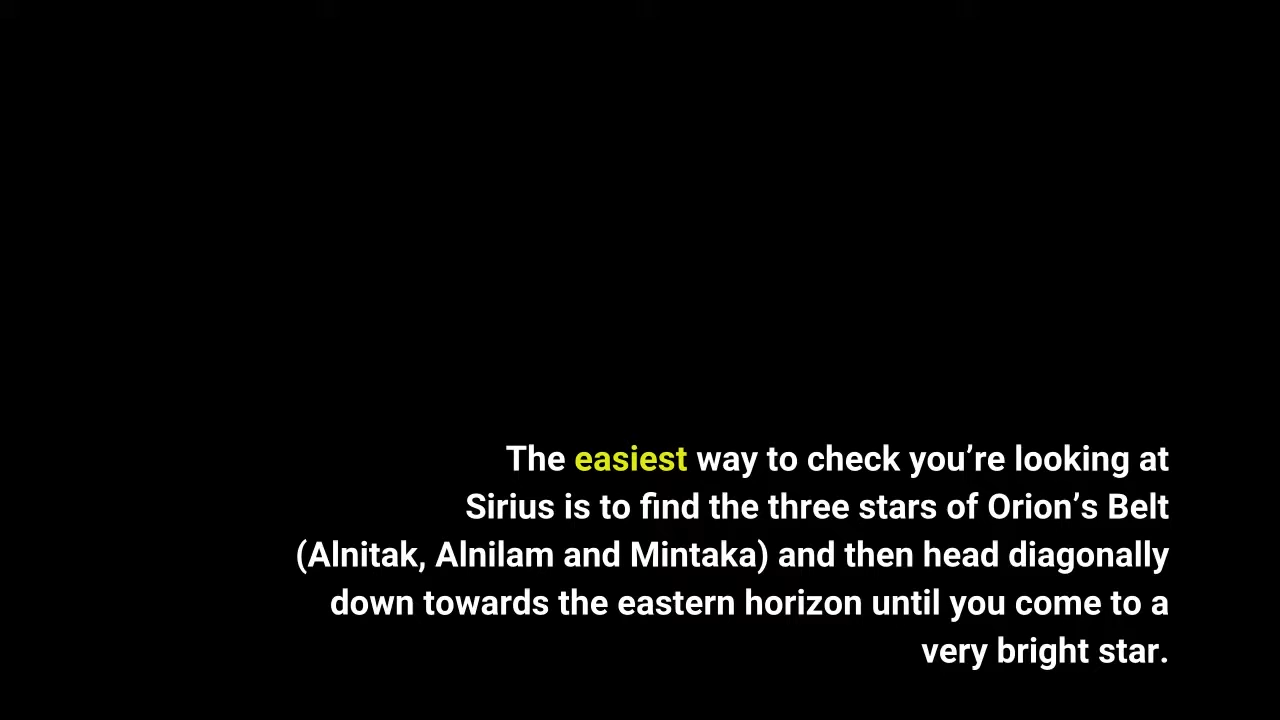 The easiest way to check you’re looking at
Sirius is to find the three stars of Orion’s Belt
(Alnitak, Alnilam and Mintaka) and then head diagonally
down towards the eastern horizon until you come to a
very bright star.